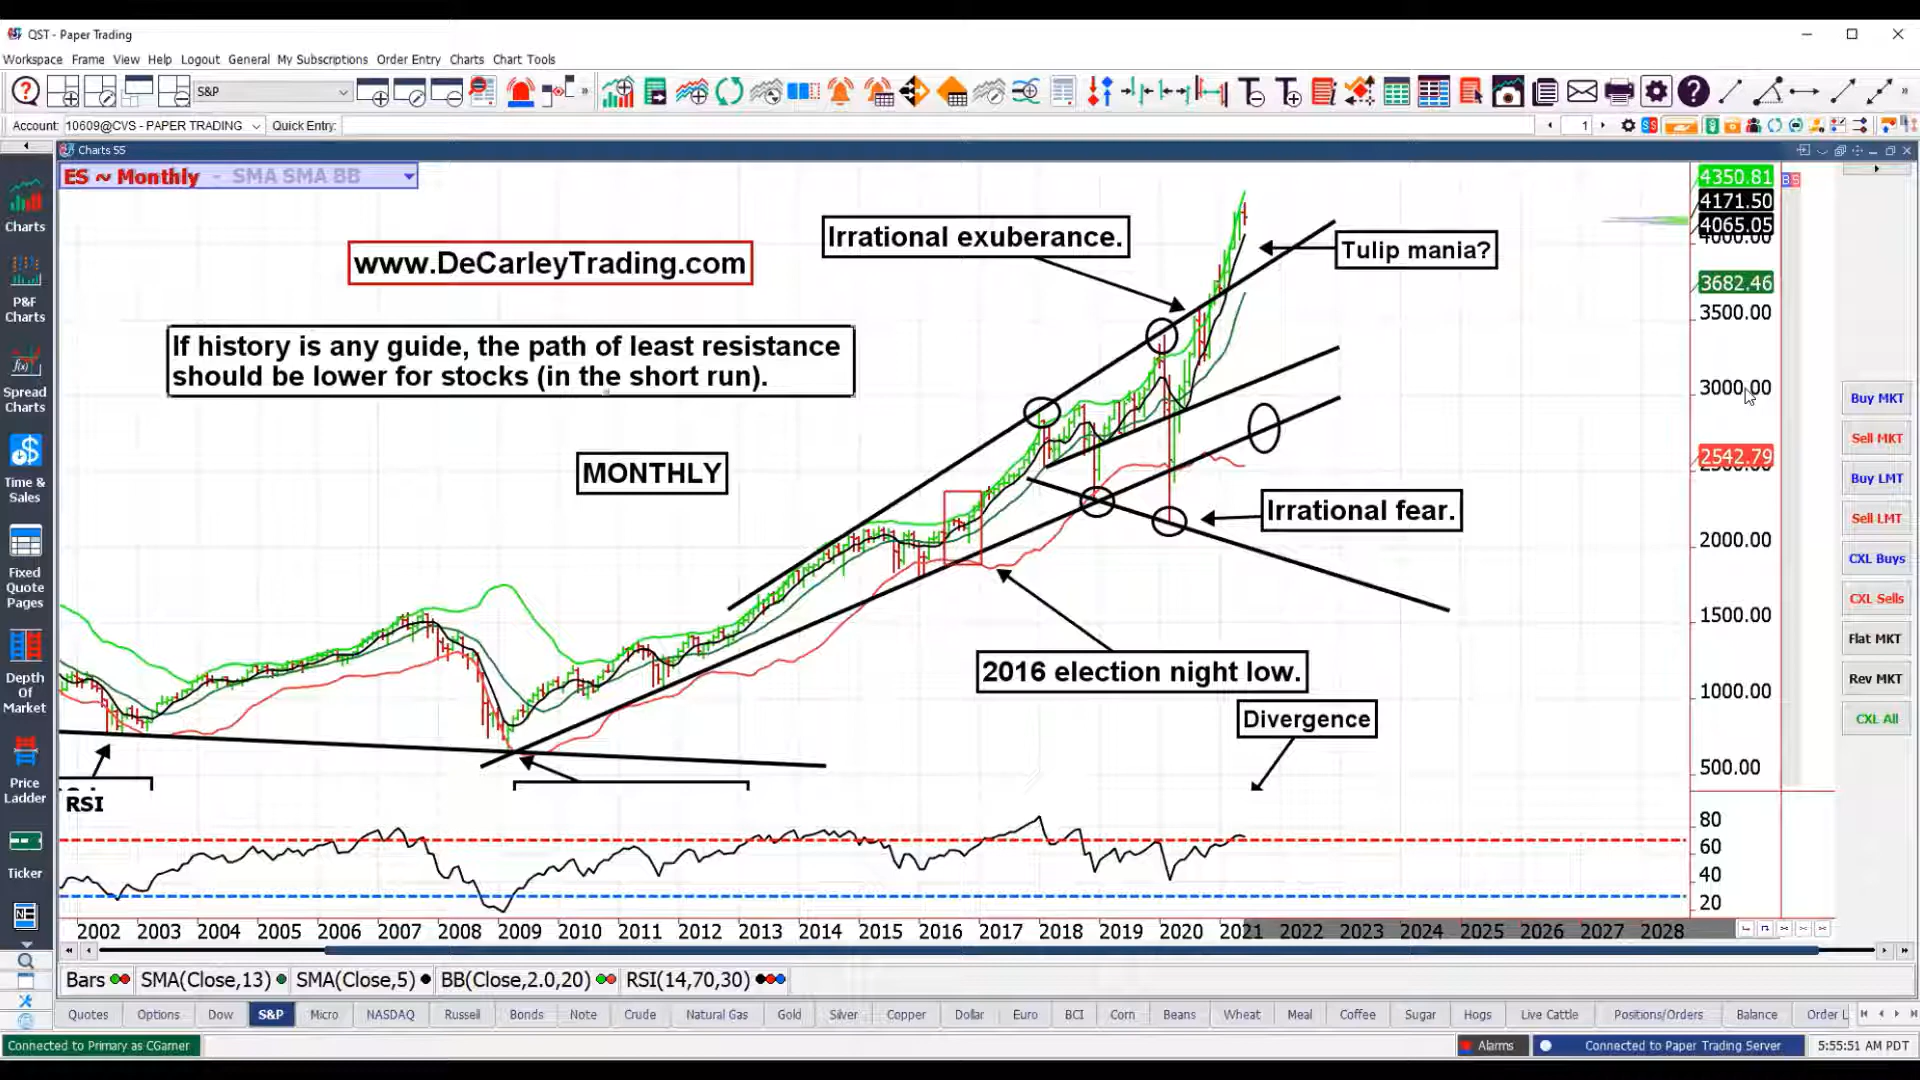 QST - Paper Trading
Workspace Frame View Help Logout General My Subscriptions Order Entry Charts Chart Tools
S&P
Account: 10609@CVS - PAPER TRADING Quick Entry: 1
Charts 55
ES ~ Monthly - SMA SMA BB
4350.81
4171.50
4065.05
4000.00
3682.46
3500.00
3000.00
2542.79
2000.00
1500.00
1000.00
500.00
www.DeCarleyTrading.com
Irrational exuberance.
Tulip mania?
If history is any guide, the path of least resistance
should be lower for stocks (in the short run).
MONTHLY
Irrational fear.
2016 election night low.
Divergence
RSI
80
60
40
20
2002 2003 2004 2005 2006 2007 2008 2009 2010 2011 2012 2013 2014 2015 2016 2017 2018 2019 2020 2021 2022 2023 2024 2025 2026 2027 2028
Bars SMA(Close,13) SMA(Close,5) BB(Close,2.0,20) RSI(14,70,30)
Quotes Options Dow S&P Micro NASDAQ Russell Bonds Note Crude Natural Gas Gold Silver Copper Dollar Euro BCI Corn Beans Wheat Meal Coffee Sugar Hogs Live Cattle Positions/Orders Balance Order L
Connected to Primary as CGarner
Alarms
Connected to Paper Trading Server
5:55:51 AM PDT
Charts
P&F
Charts
Spread
Charts
Time &
Sales
Fixed
Quote
Pages
Depth
Of
Market
Price
Ladder
Ticker
Buy MKT
Sell MKT
Buy LMT
Sell LMT
CXL Buys
CXL Sells
Flat MKT
Rev MKT
CXL All